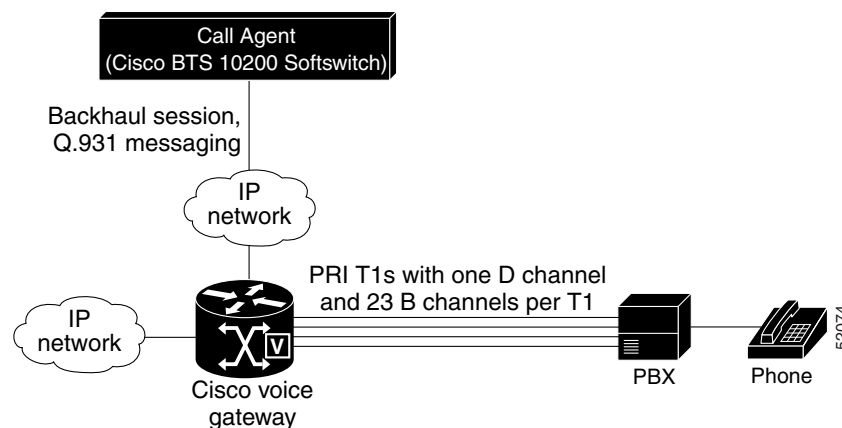 Call Agent
(Cisco BTS 10200 Softswitch)
Backhaul session,
Q.931 messaging
IP
network
PRI T1s with one D channel
and 23 B channels per T1
IP
network
V
Cisco voice
gateway
PBX
Phone
53074